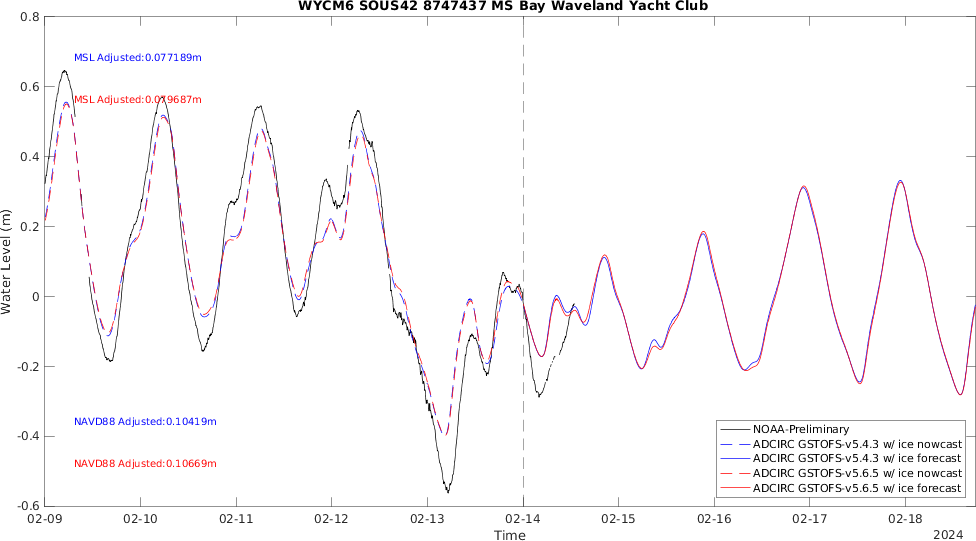 WYCM6 SOUS42 8747437 MS Bay Waveland Yacht Club
0.8
0.6
0.4
0.2
0
-0.2
-0.4
-0.6
Water Level (m)
MSL Adjusted:0.077189m
MSL Adjusted:0.079687m
NAVD88 Adjusted:0.10419m
NAVD88 Adjusted:0.10669m
NOAA-Preliminary
ADCIRC GSTOFS-v5.4.3 w/ ice nowcast
ADCIRC GSTOFS-v5.4.3 w/ ice forecast
ADCIRC GSTOFS-v5.6.5 w/ ice nowcast
ADCIRC GSTOFS-v5.6.5 w/ ice forecast
02-09 02-10 02-11 02-12 02-13 02-14 02-15 02-16 02-17 02-18
Time
2024